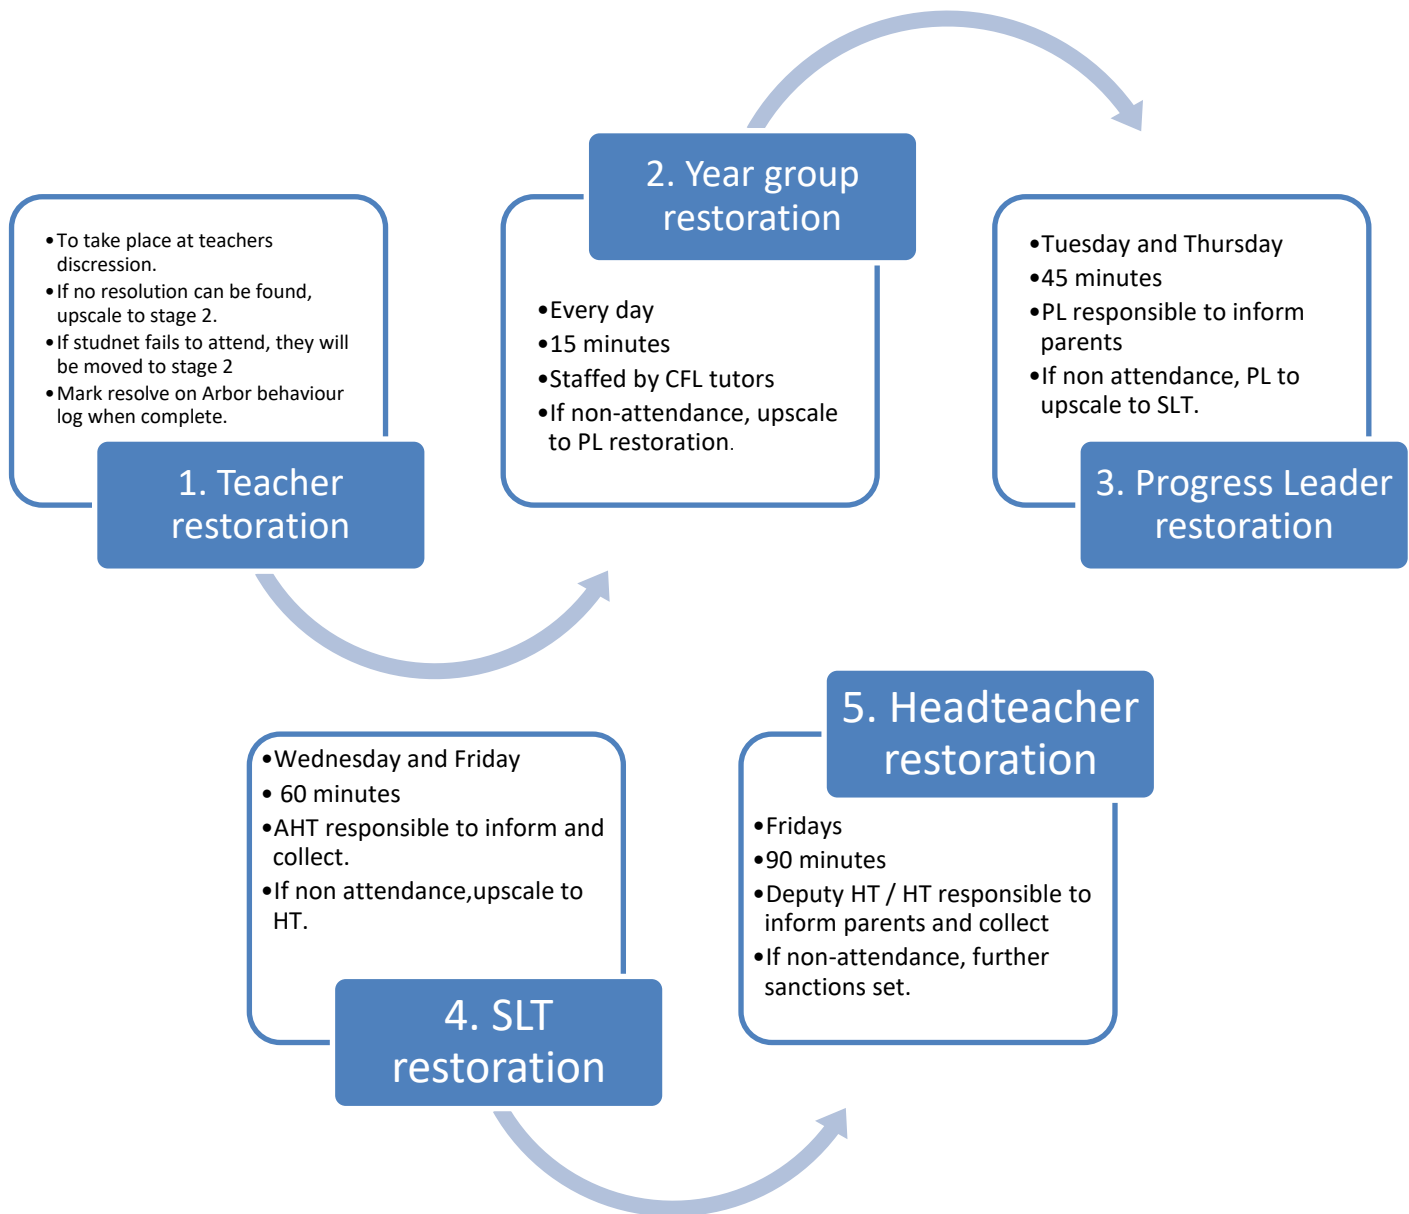 •To take place at teachers
discression.
•If no resolution can be found,
upscale to stage 2.
•If studnet fails to attend, they will
be moved to stage 2
•Mark resolve on Arbor behaviour
log when complete.
1. Teacher
restoration
2. Year group
restoration
•Every day
•15 minutes
•Staffed by CFL tutors
•If non-attendance, upscale
to PL restoration.
•Tuesday and Thursday
•45 minutes
•PL responsible to inform
parents
•If non attendance, PL to
upscale to SLT.
3. Progress Leader
restoration
•Wednesday and Friday
• 60 minutes
•AHT responsible to inform and
collect.
•If non attendance,upscale to
HT.
4. SLT
restoration
5. Headteacher
restoration
•Fridays
•90 minutes
•Deputy HT / HT responsible to
inform parents and collect
•If non-attendance, further
sanctions set.